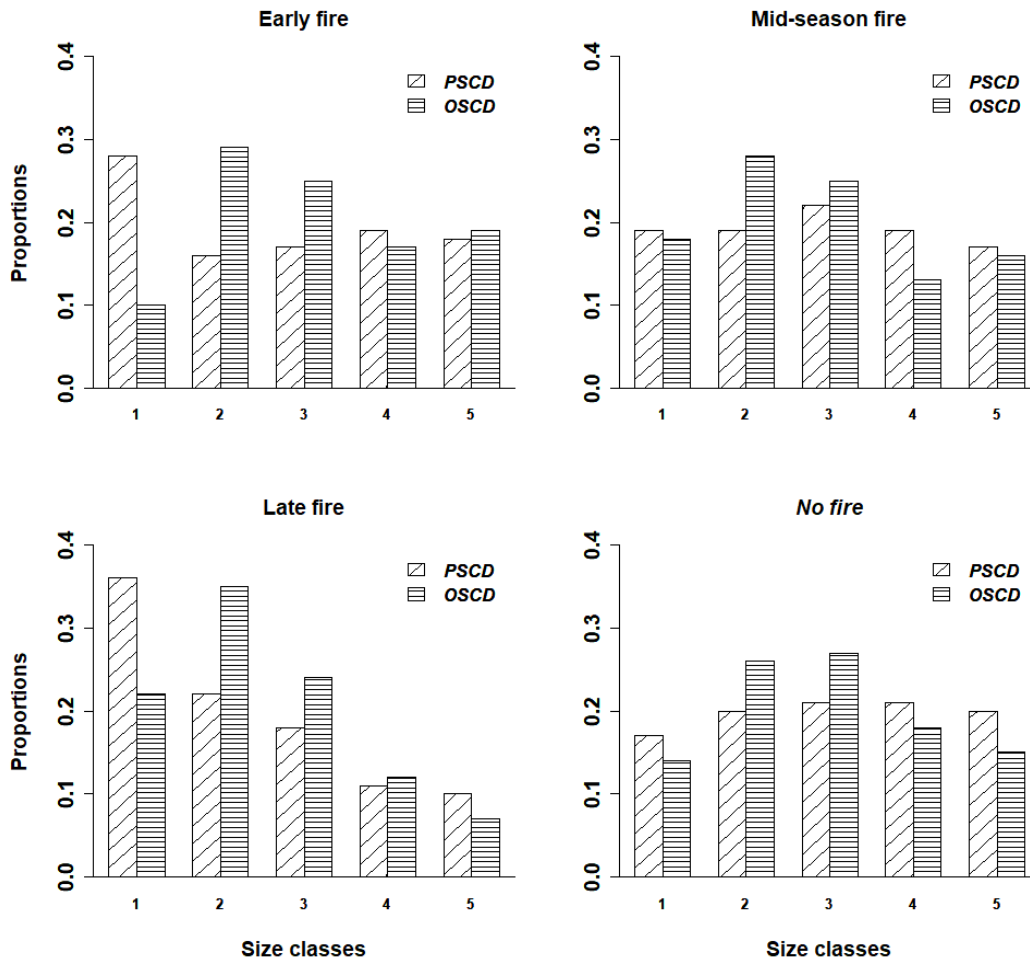 Early fire
PSCD
OSCD
Proportions
0.4
0.3
0.2
0.1
0.0
1 2 3 4 5
Mid-season fire
PSCD
OSCD
0.4
0.3
0.2
0.1
0.0
1 2 3 4 5
Late fire
PSCD
OSCD
Proportions
0.4
0.3
0.2
0.1
0.0
1 2 3 4 5
Size classes
No fire
PSCD
OSCD
0.4
0.3
0.2
0.1
0.0
1 2 3 4 5
Size classes